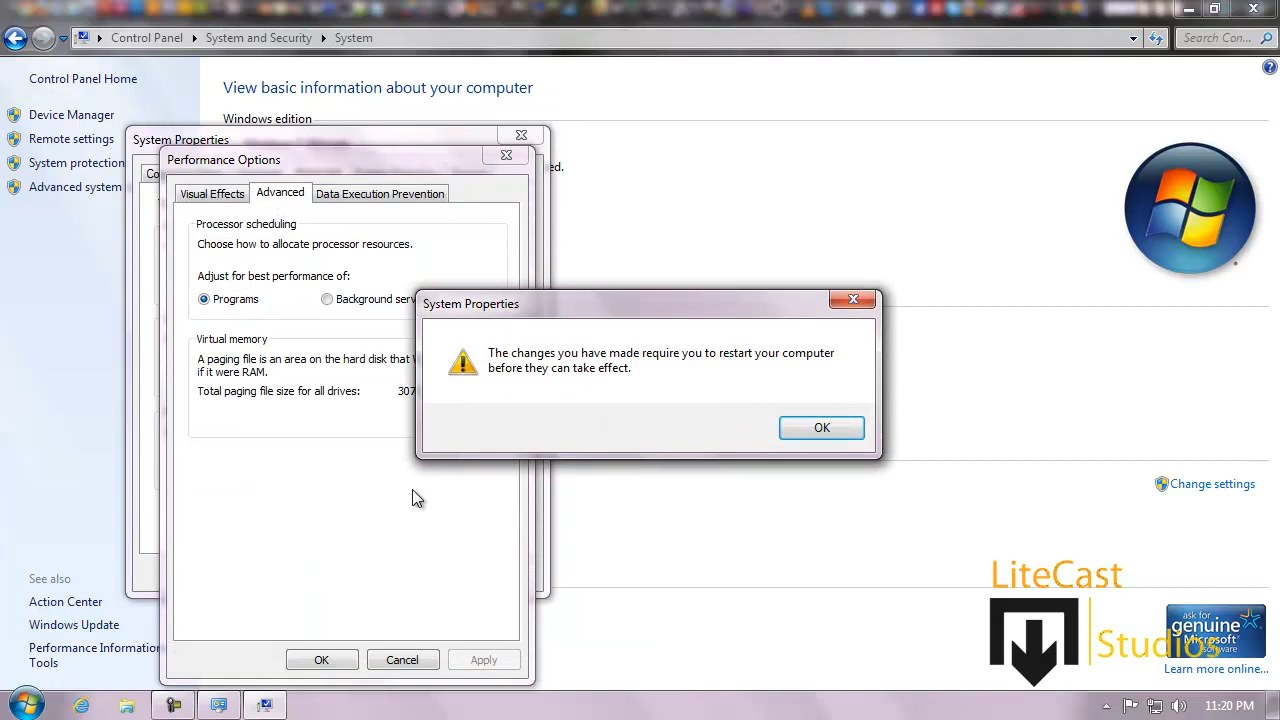 Control Panel
System and Security
System
Search Con...
Control Panel Home
View basic information about your computer
Device Manager
Windows edition
Remote settings
System Properties
System protection
Performance Options
ed.
Co
Advanced system
Visual Effects
Advanced
Data Execution Prevention
Processor scheduling
Choose how to allocate processor resources.
Adjust for best performance of:
Programs
Background serv
System Properties
Virtual memory
A paging file is an area on the hard disk that
if it were RAM.
Total paging file size for all drives: 307
The changes you have made require you to restart your computer
before they can take effect.
OK
Change settings
See also
Action Center
Windows Update
Performance Information
Tools
OK
Cancel
Apply
LiteCast
Studios
ask for
genuine
Microsoft
software
Learn more online...
11:20 PM